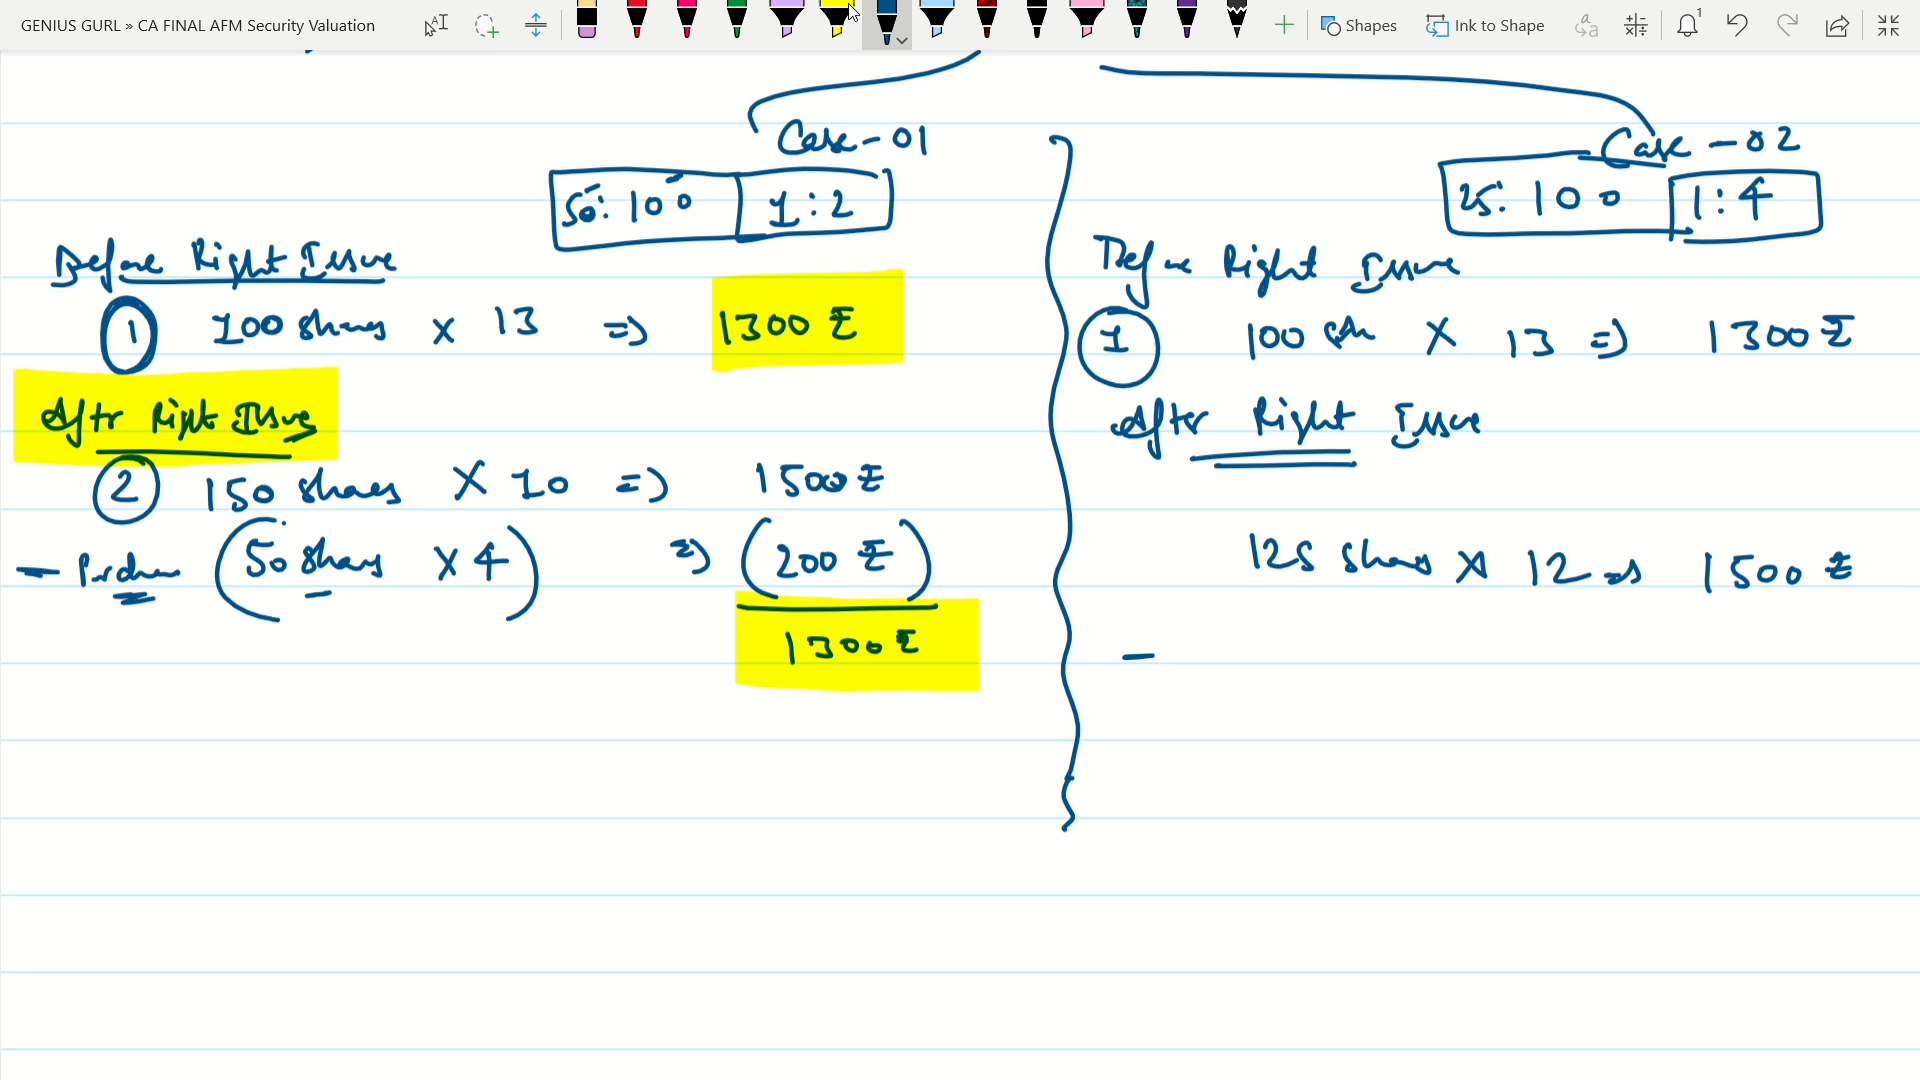 GENIUS GURL » CA FINAL AFM Security Valuation
Shapes
Ink to Shape
1
Case - 01
50: 100 1:2
Before Right Issue
1 100 shares x 13 => 1300 ₹
After Right Issue
2 150 shares X 10 => 1500 ₹
- Purchase (50 shares x 4) => (200 ₹)
1300 ₹
Case - 02
25: 100 1:4
Before Right Issue
1 100 sh X 13 => 1300 ₹
After Right Issue
125 shares X 12 => 1500 ₹
-